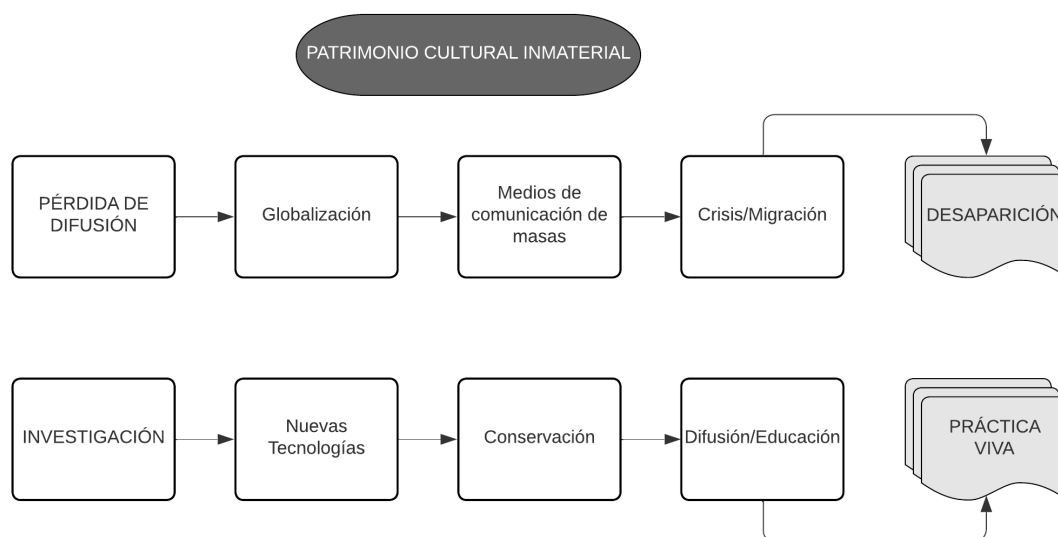 PATRIMONIO CULTURAL INMATERIAL
PÉRDIDA DE
DIFUSIÓN
Globalización
Medios de
comunicación de
masas
Crisis/Migración
DESAPARICIÓN
INVESTIGACIÓN
Nuevas
Tecnologías
Conservación
Difusión/Educación
PRÁCTICA
VIVA